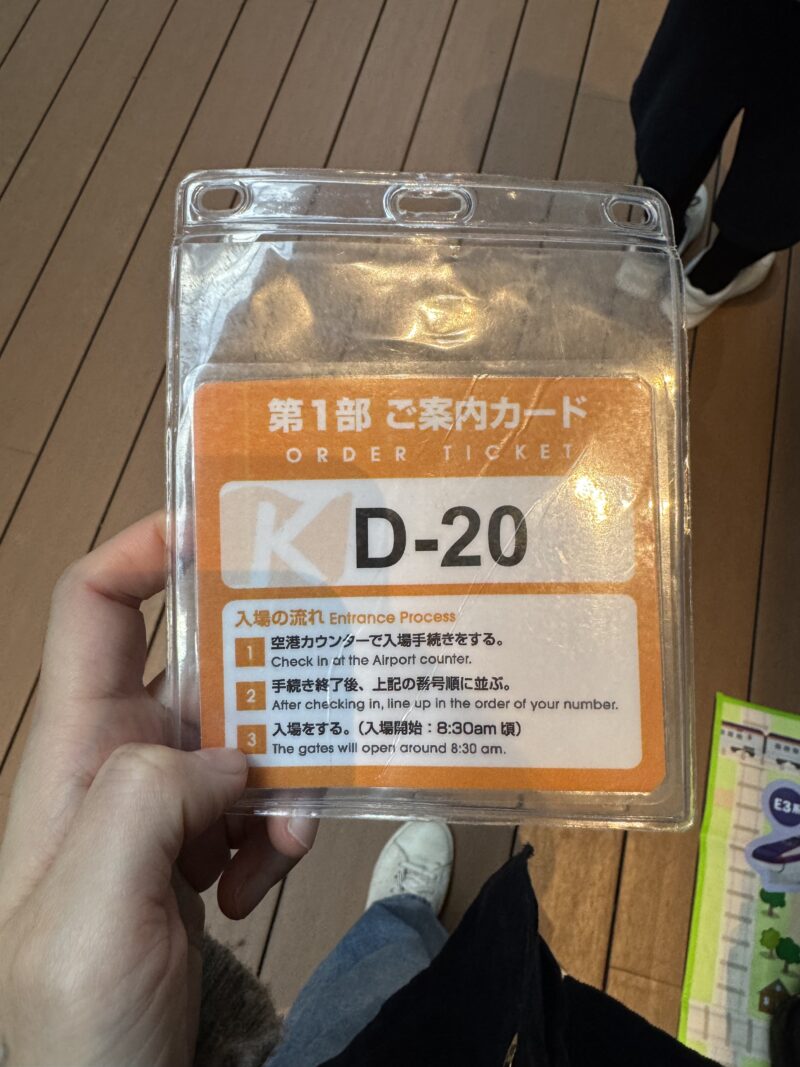 第1部 ご案内カード
ORDER TICKET
K
D-20
入場の流れ Entrance Process
1 空港カウンターで入場手続きをする。
Check in at the Airport counter.
2 手続き終了後、上記の番号順に並ぶ。
After checking in, line up in the order of your number.
3 入場をする。（入場開始：8:30am 頃）
The gates will open around 8:30 am.
E3系